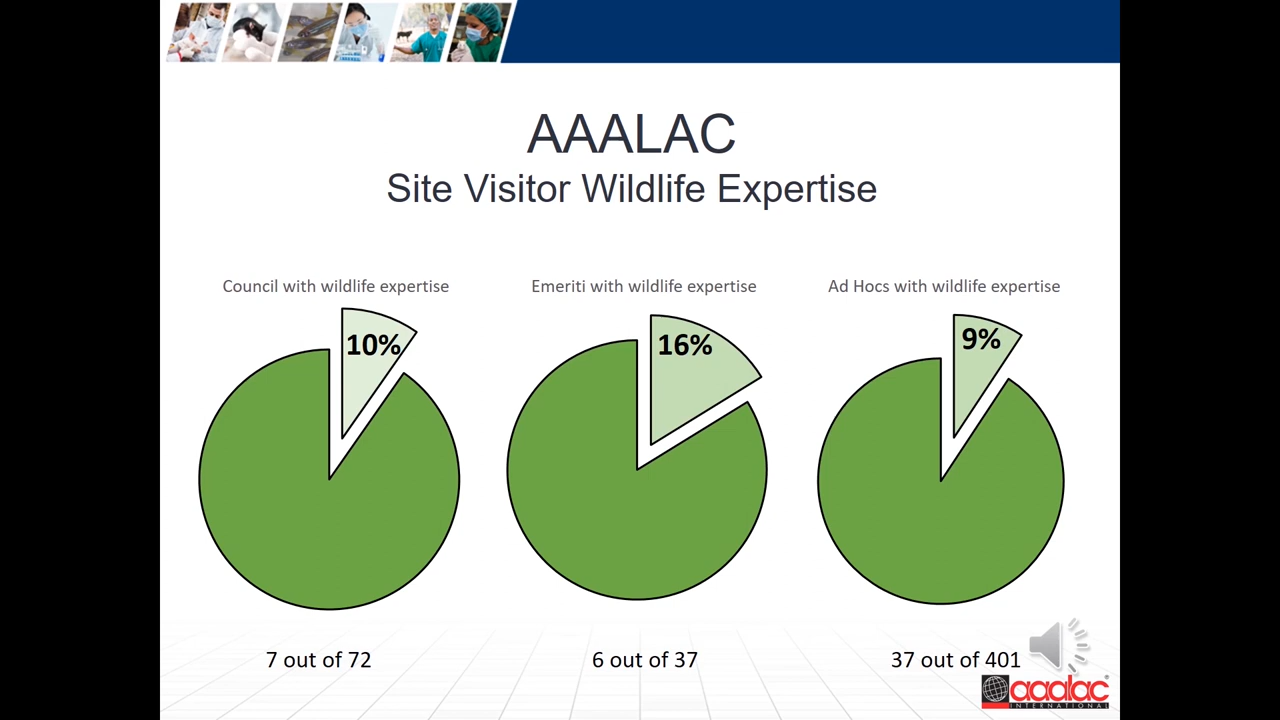 AAALAC
Site Visitor Wildlife Expertise
Council with wildlife expertise
Emeriti with wildlife expertise
Ad Hocs with wildlife expertise
10%
16%
9%
7 out of 72
6 out of 37
37 out of 401
aaalac
INTERNATIONAL